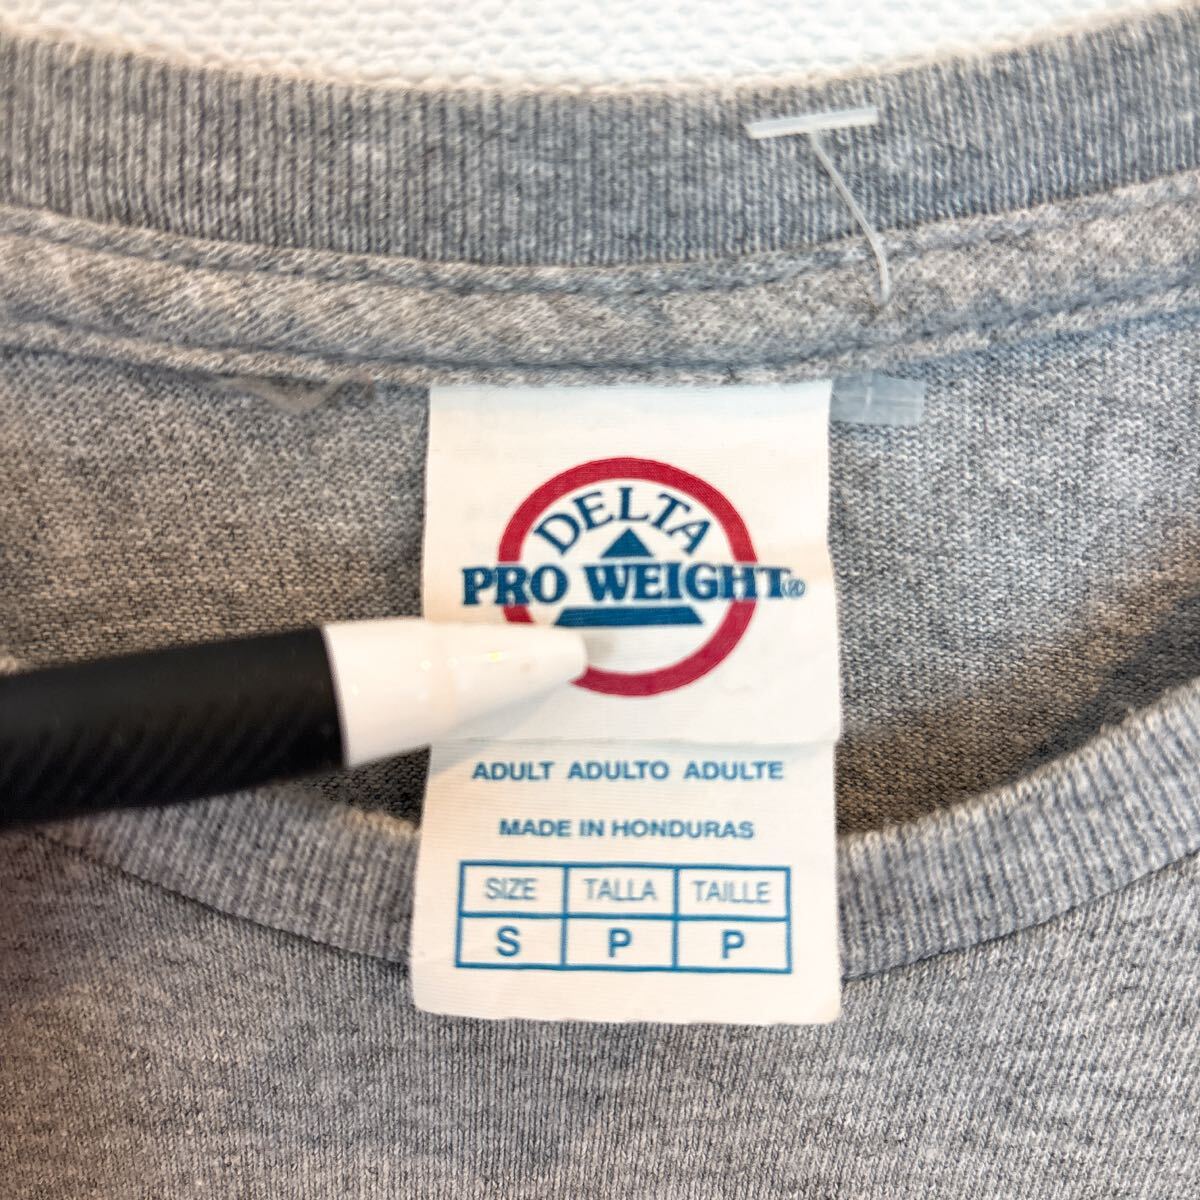 DELTA
PRO WEIGHT®
ADULT ADULTO ADULTE
MADE IN HONDURAS
SIZE TALLA TAILLE
S P P